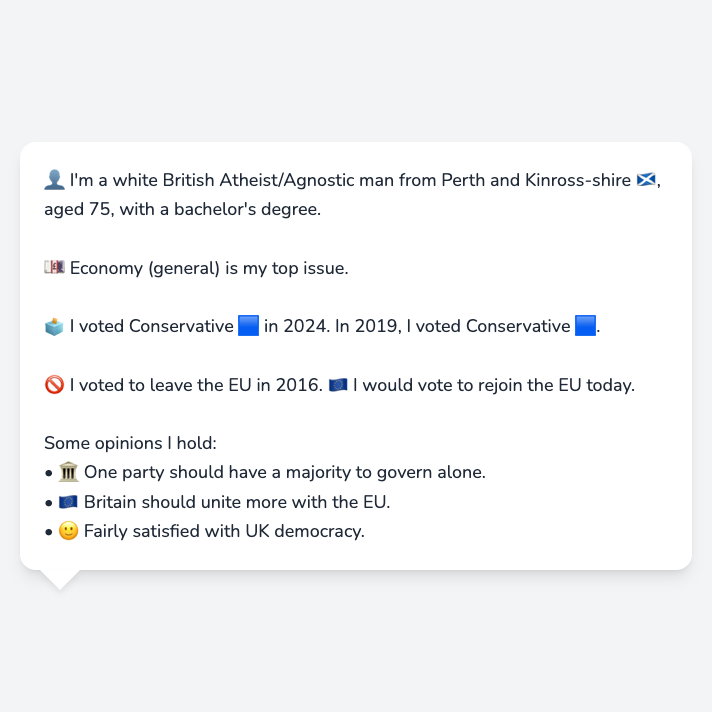 👤 I'm a white British Atheist/Agnostic man from Perth and Kinross-shire 🏴󠁧󠁢󠁳󠁣󠁴󠁿,
aged 75, with a bachelor's degree.
💷 Economy (general) is my top issue.
🗳️ I voted Conservative 🟦 in 2024. In 2019, I voted Conservative 🟦.
🚫 I voted to leave the EU in 2016. 🇪🇺 I would vote to rejoin the EU today.
Some opinions I hold:
• 🏛️ One party should have a majority to govern alone.
• 🇪🇺 Britain should unite more with the EU.
• 🙂 Fairly satisfied with UK democracy.